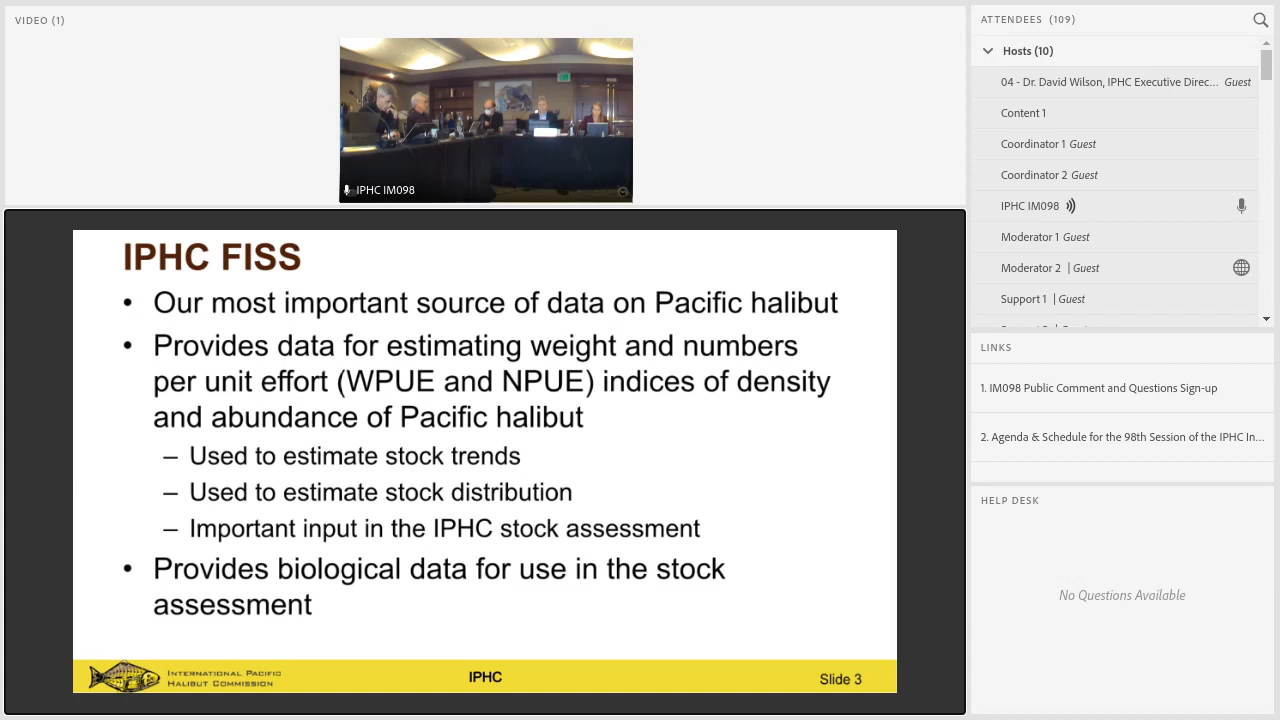 VIDEO (1)
IPHC IM098
IPHC FISS
• Our most important source of data on Pacific halibut
• Provides data for estimating weight and numbers
per unit effort (WPUE and NPUE) indices of density
and abundance of Pacific halibut
– Used to estimate stock trends
– Used to estimate stock distribution
– Important input in the IPHC stock assessment
• Provides biological data for use in the stock
assessment
INTERNATIONAL PACIFIC
HALIBUT COMMISSION
IPHC
Slide 3
ATTENDEES (109)
Hosts (10)
04 - Dr. David Wilson, IPHC Executive Direc... Guest
Content 1
Coordinator 1 Guest
Coordinator 2 Guest
IPHC IM098
Moderator 1 Guest
Moderator 2 | Guest
Support 1 | Guest
LINKS
1. IM098 Public Comment and Questions Sign-up
2. Agenda & Schedule for the 98th Session of the IPHC In...
HELP DESK
No Questions Available